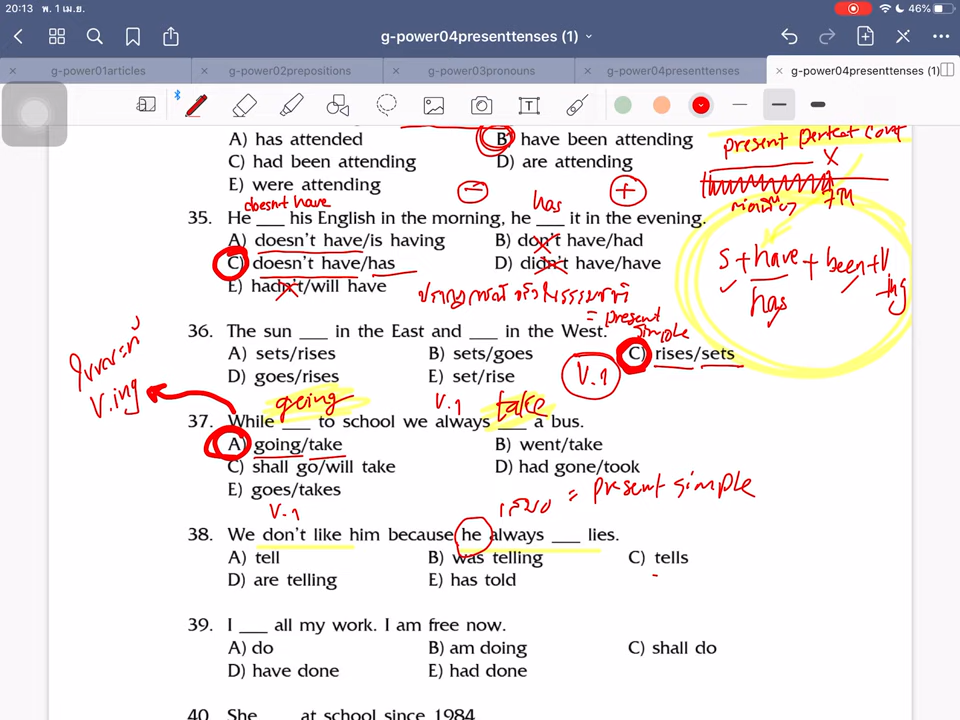 20:13 พ. 1 เม.ย.
46%
g-power04presenttenses (1)
g-power01articles
g-power02prepositions
g-power03pronouns
g-power04presenttenses
g-power04presenttenses (1)
A) has attended B) have been attending
present perfect cont
C) had been attending D) are attending
X
E) were attending
doesn't have
has
35. He ___ his English in the morning, he ___ it in the evening.
A) doesn't have/is having B) don't have/had
C) doesn't have/has D) didn't have/have
E) hadn't/will have
S + have + been + V ing
has
= present simple
36. The sun ___ in the East and ___ in the West.
A) sets/rises B) sets/goes C) rises/sets
D) goes/rises E) set/rise
V.1
V.ing
going V.1 take
37. While ___ to school we always ___ a bus.
A) going/take B) went/take
C) shall go/will take D) had gone/took
E) goes/takes
V.1
= present simple
38. We don't like him because he always ___ lies.
A) tell B) was telling C) tells
D) are telling E) has told
39. I ___ all my work. I am free now.
A) do B) am doing C) shall do
D) have done E) had done
40. She ___ at school since 1984.